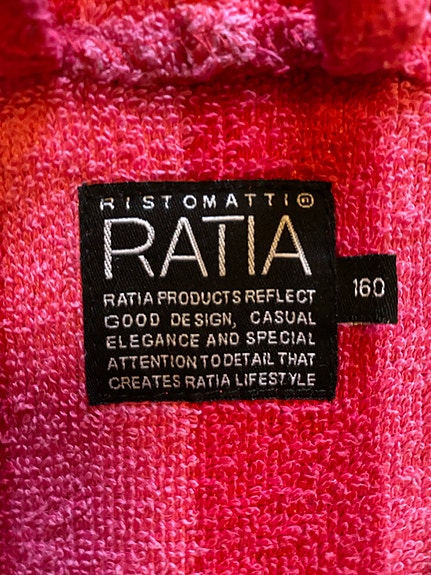 RISTOMATTI®
RATIA
RATIA PRODUCTS REFLECT
GOOD DESIGN, CASUAL
ELEGANCE AND SPECIAL
ATTENTION TO DETAIL THAT
CREATES RATIA LIFESTYLE
160